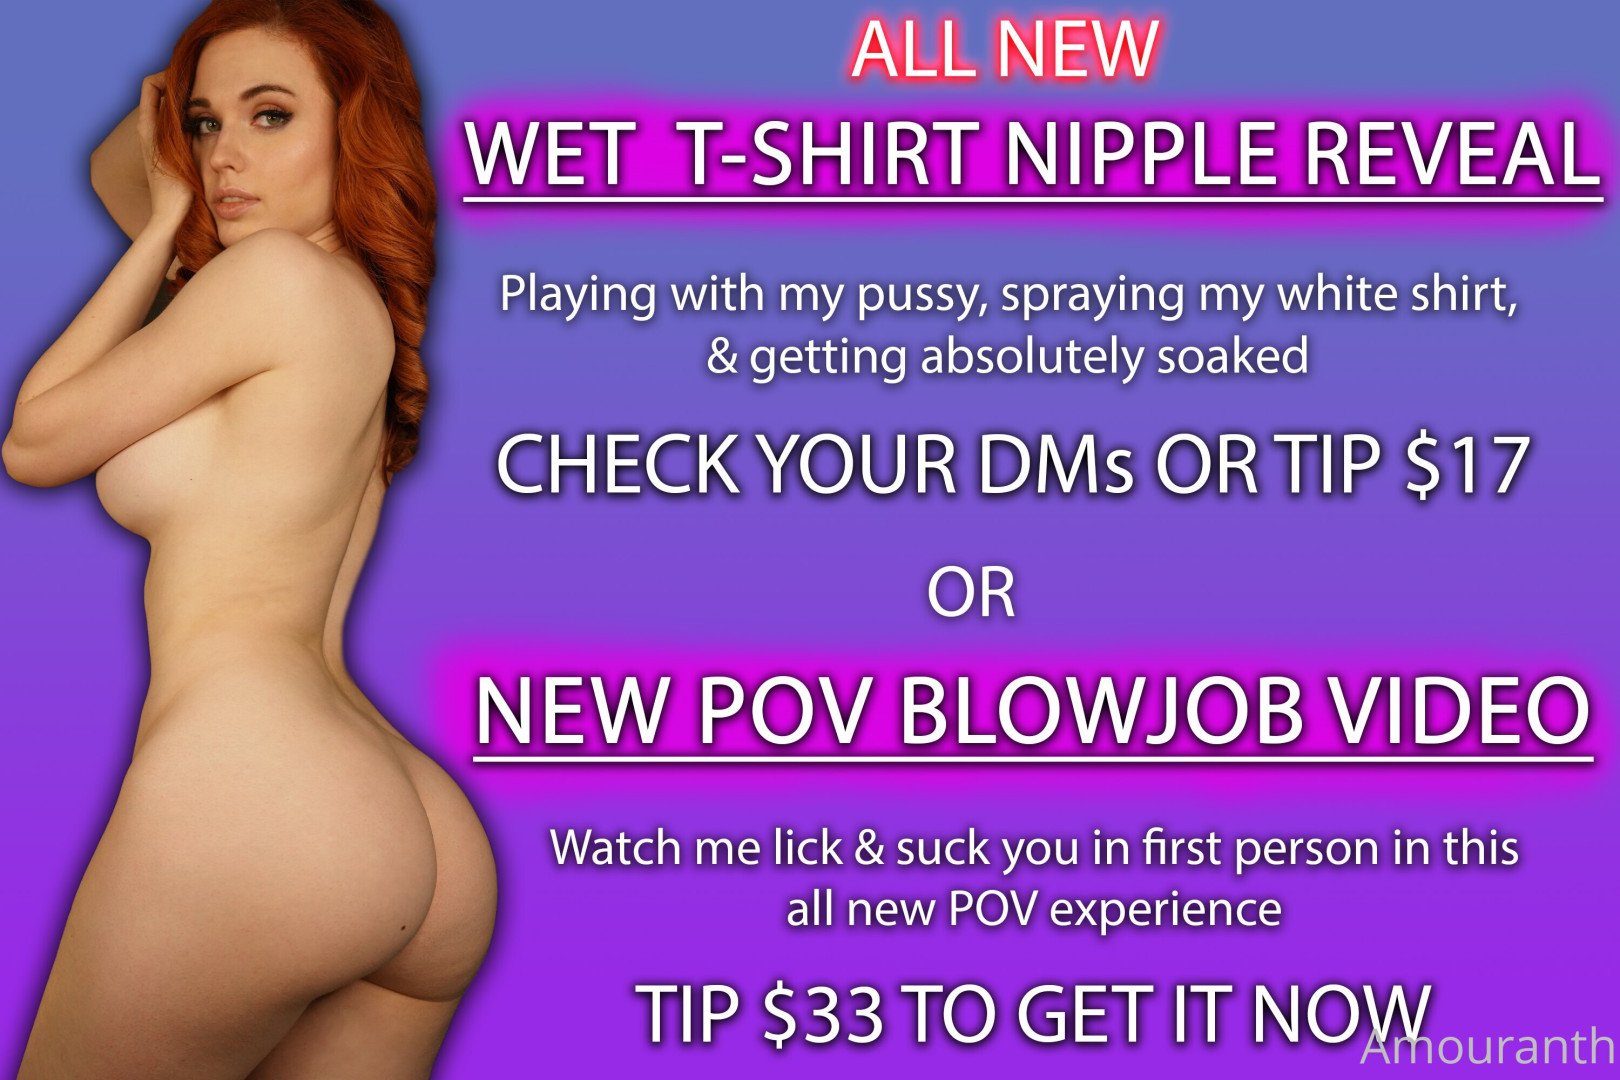 ALL NEW
WET T-SHIRT NIPPLE REVEAL
Playing with my pussy, spraying my white shirt,
& getting absolutely soaked
CHECK YOUR DMs OR TIP $17
OR
NEW POV BLOWJOB VIDEO
Watch me lick & suck you in first person in this
all new POV experience
TIP $33 TO GET IT NOW
Amouranth